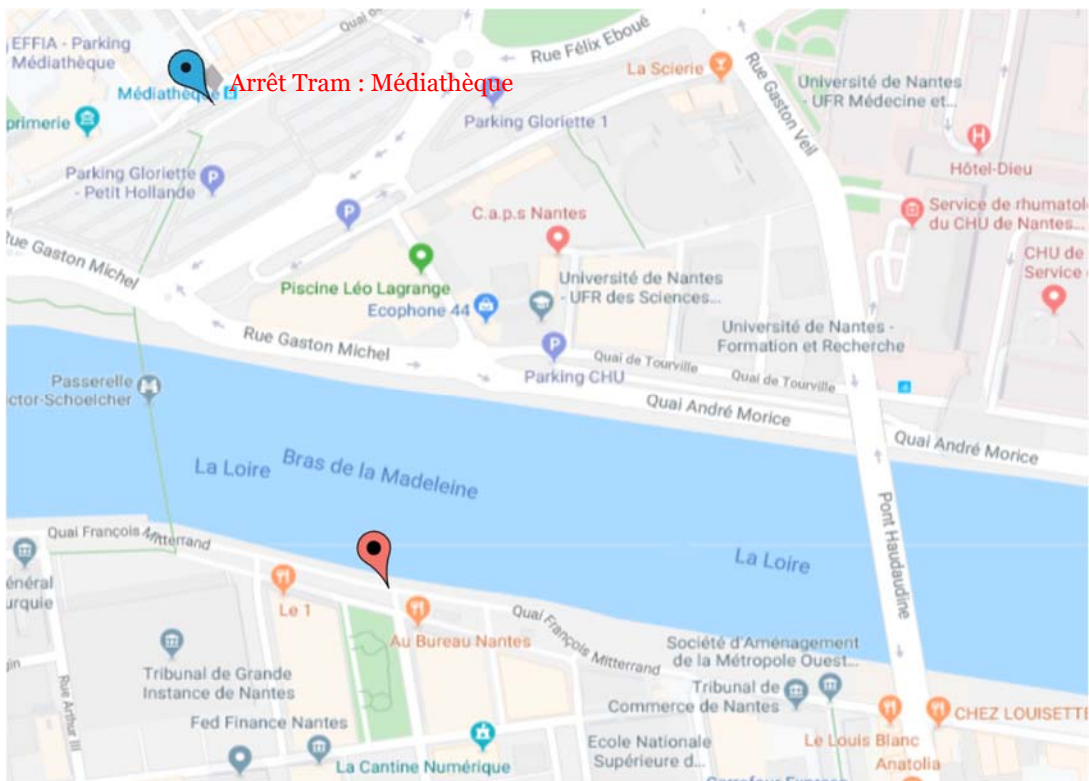 EFFIA - Parking
Médiathèque
Rue Félix Eboué
La Scierie
Médiathèque
Arrêt Tram : Médiathèque
Université de Nantes
- UFR Médecine et...
Rue Gaston Veil
primerie
Parking Gloriette 1
Hôtel-Dieu
Parking Gloriette
- Petit Hollande
C.a.p.s Nantes
Service de rhumatol
du CHU de Nantes...
Rue Gaston Michel
CHU de
Service
Piscine Léo Lagrange
Ecophone 44
Université de Nantes
- UFR des Sciences...
Rue Gaston Michel
Université de Nantes -
Formation et Recherche
Quai de Tourville
Quai de Tourville
Parking CHU
Passerelle
ctor-Schoelcher
Quai André Morice
Quai André Morice
La Loire
Bras de la Madeleine
Pont Haudaudine
La Loire
Quai François Mitterrand
énéral
urquie
Le 1
Au Bureau Nantes
Quai François Mitterrand
Société d'Aménagement
de la Métropole Ouest...
Tribunal de Grande
Instance de Nantes
Rue Arthur III
Tribunal de
Commerce de Nantes
CHEZ LOUISETTE
Fed Finance Nantes
Ecole Nationale
Supérieure d...
Le Louis Blanc
Anatolia
La Cantine Numérique
Carrefour Express